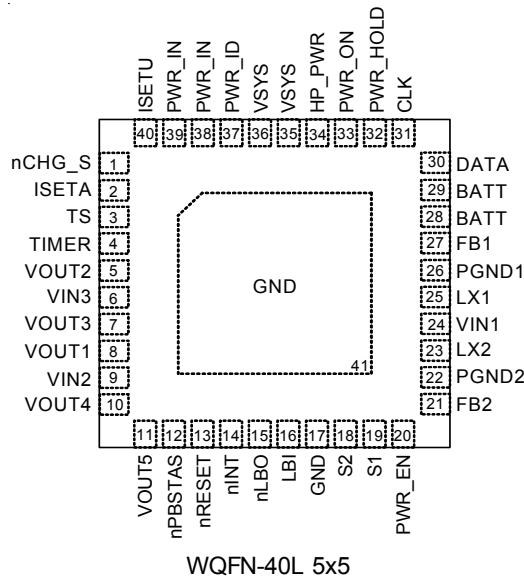 ISETU
PWR_IN
PWR_IN
PWR_ID
VSYS
VSYS
HP_PWR
PWR_ON
PWR_HOLD
CLK
40 39 38 37 36 35 34 33 32 31
nCHG_S 1
ISETA 2
TS 3
TIMER 4
VOUT2 5
VIN3 6
VOUT3 7
VOUT1 8
VIN2 9
VOUT4 10
GND
41
30 DATA
29 BATT
28 BATT
27 FB1
26 PGND1
25 LX1
24 VIN1
23 LX2
22 PGND2
21 FB2
11 12 13 14 15 16 17 18 19 20
VOUT5
nPBSTAS
nRESET
nINT
nLBO
LBI
GND
S2
S1
PWR_EN
WQFN-40L 5x5